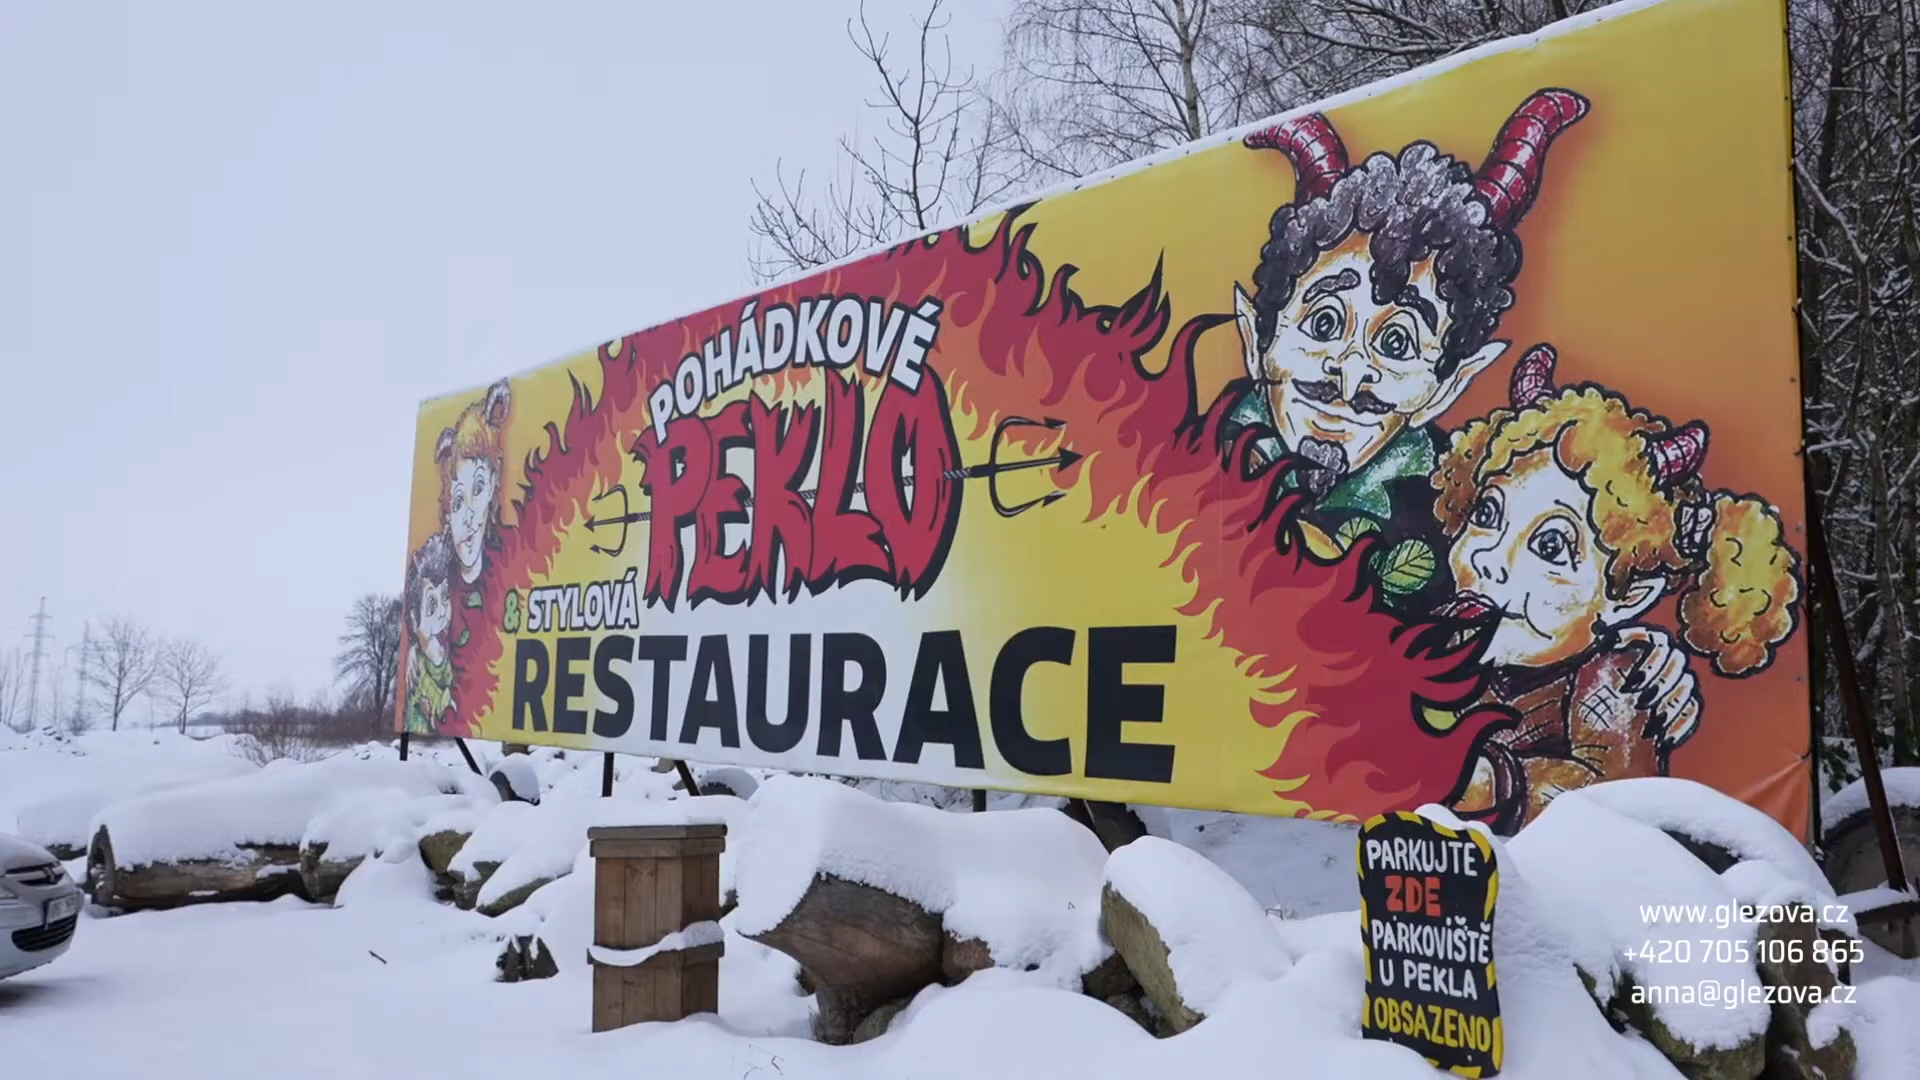 POHÁDKOVÉ
PEKLO
& STYLOVÁ
RESTAURACE
PARKUJTE
ZDE
PARKOVIŠTĚ
U PEKLA
OBSAZENO
www.glezova.cz
+420 705 106 865
anna@glezova.cz